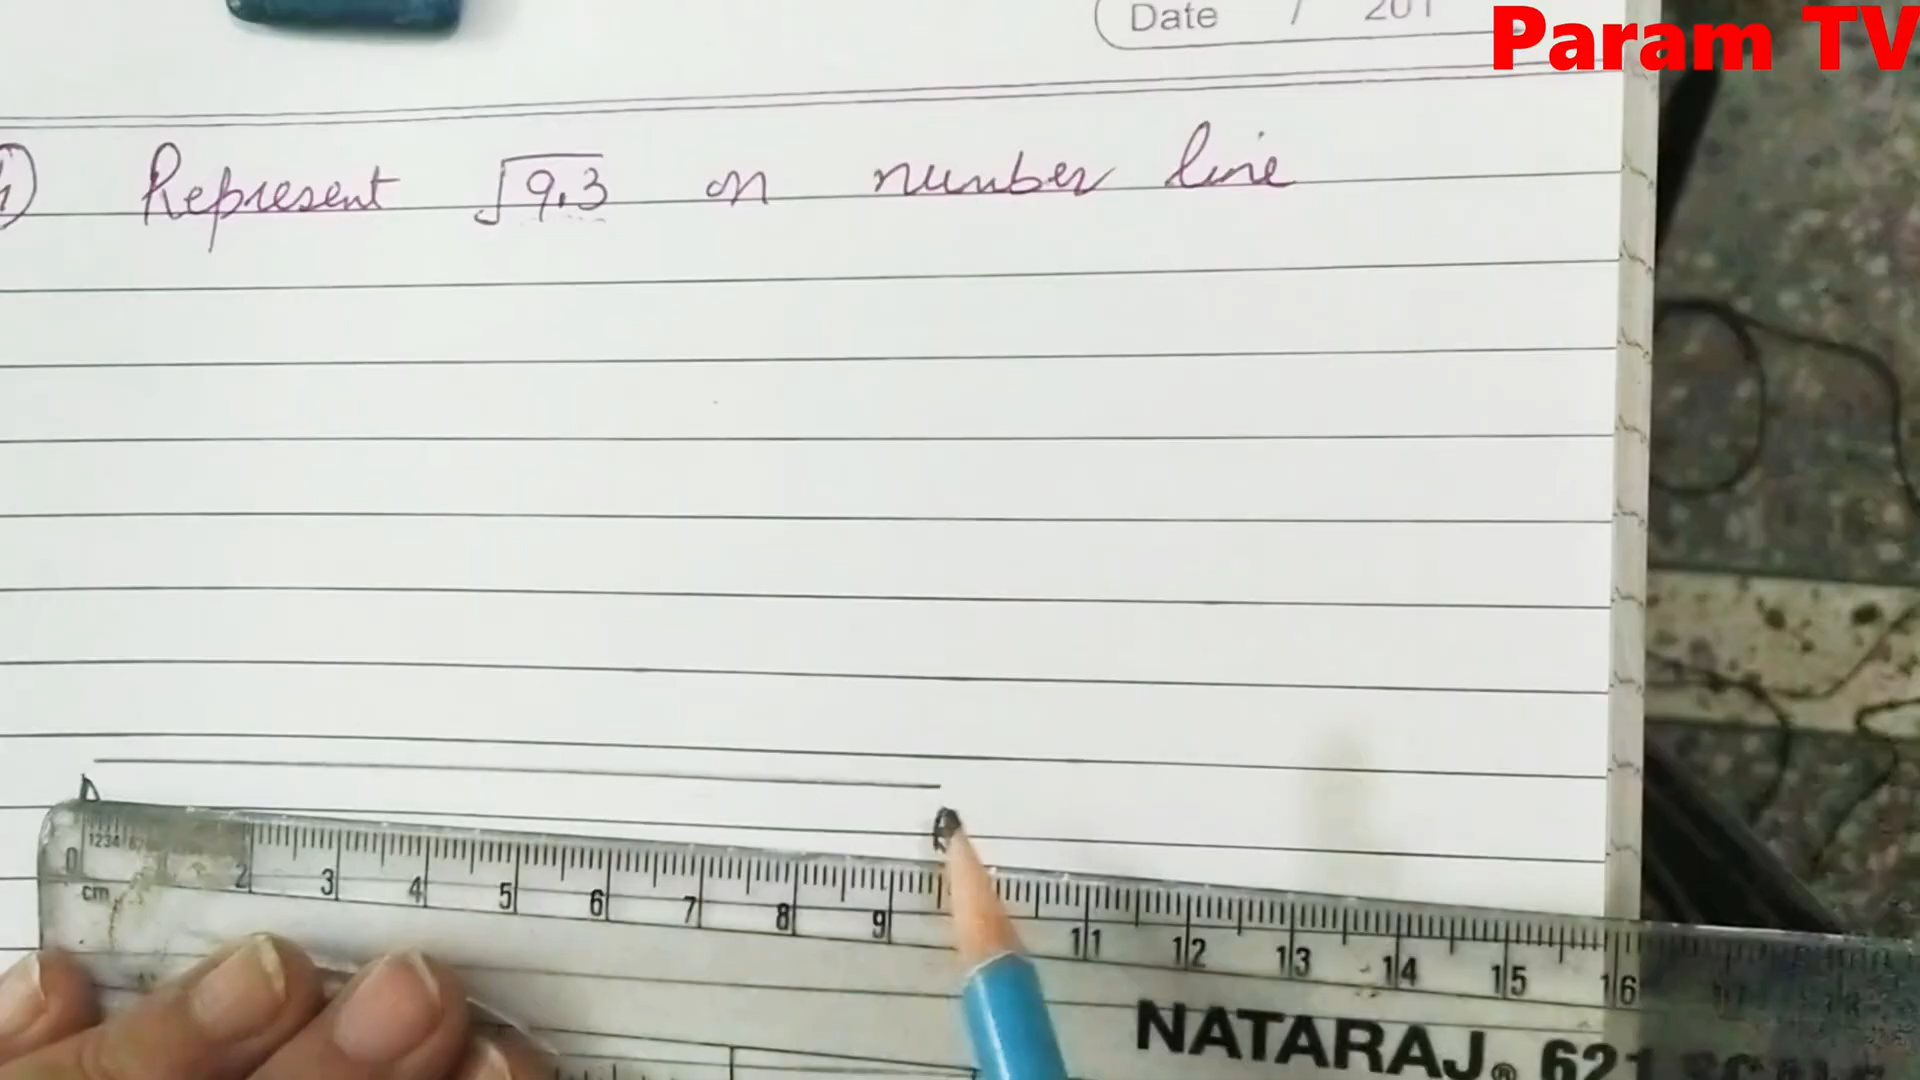 Date / 201
Param TV
Represent √9.3 on number line
A
0 1234 2 3 4 5 6 7 8 9 11 12 13 14 15 16
cm
NATARAJ® 621